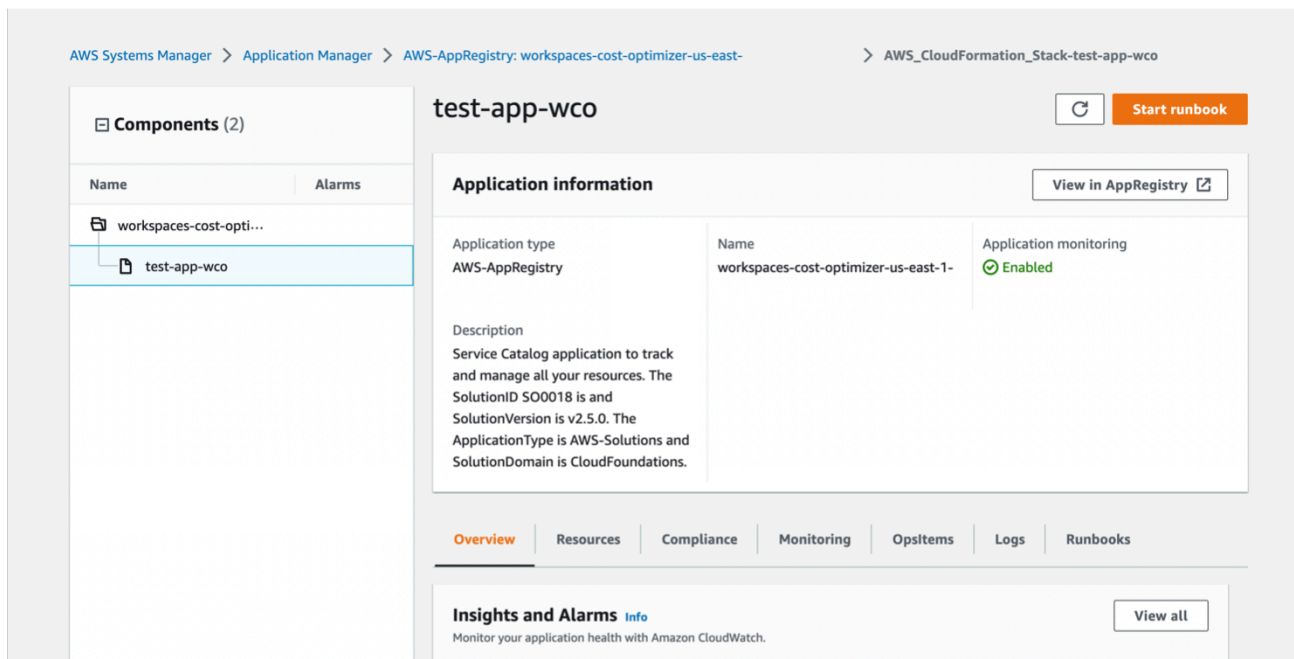 AWS Systems Manager > Application Manager > AWS-AppRegistry: workspaces-cost-optimizer-us-east- > AWS_CloudFormation_Stack-test-app-wco
Components (2)
Name Alarms
workspaces-cost-opti...
test-app-wco
test-app-wco
Start runbook
Application information
View in AppRegistry
Application type
AWS-AppRegistry
Name
workspaces-cost-optimizer-us-east-1-
Application monitoring
Enabled
Description
Service Catalog application to track
and manage all your resources. The
SolutionID SO0018 is and
SolutionVersion is v2.5.0. The
ApplicationType is AWS-Solutions and
SolutionDomain is CloudFoundations.
Overview Resources Compliance Monitoring OpsItems Logs Runbooks
Insights and Alarms Info
View all
Monitor your application health with Amazon CloudWatch.